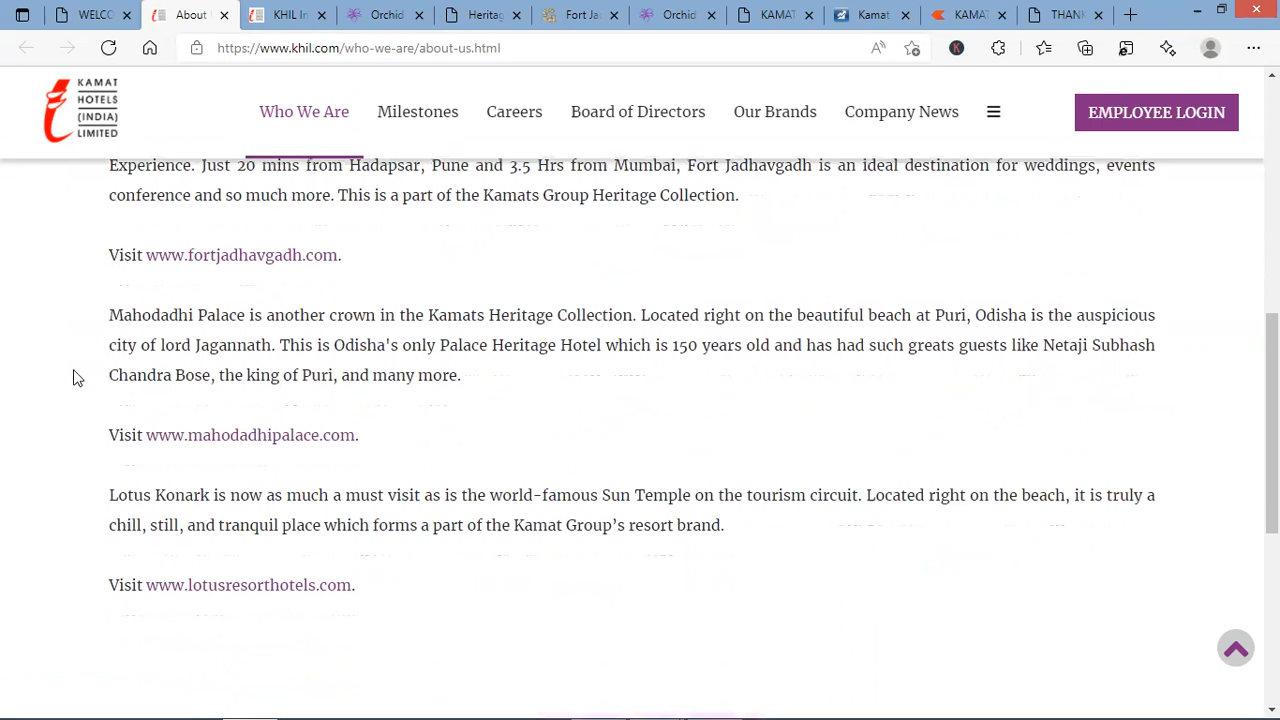 WELCO
About
KHIL In
Orchid
Heritag
Fort Ja
Orchid
KAMAT
Kamat
KAMAT
THANK
https://www.khil.com/who-we-are/about-us.html
KAMAT
HOTELS
(INDIA)
LIMITED
Who We Are
Milestones
Careers
Board of Directors
Our Brands
Company News
EMPLOYEE LOGIN
Experience. Just 20 mins from Hadapsar, Pune and 3.5 Hrs from Mumbai, Fort Jadhavgadh is an ideal destination for weddings, events
conference and so much more. This is a part of the Kamats Group Heritage Collection.
Visit www.fortjadhavgadh.com.
Mahodadhi Palace is another crown in the Kamats Heritage Collection. Located right on the beautiful beach at Puri, Odisha is the auspicious
city of lord Jagannath. This is Odisha's only Palace Heritage Hotel which is 150 years old and has had such greats guests like Netaji Subhash
Chandra Bose, the king of Puri, and many more.
Visit www.mahodadhipalace.com.
Lotus Konark is now as much a must visit as is the world-famous Sun Temple on the tourism circuit. Located right on the beach, it is truly a
chill, still, and tranquil place which forms a part of the Kamat Group’s resort brand.
Visit www.lotusresorthotels.com.